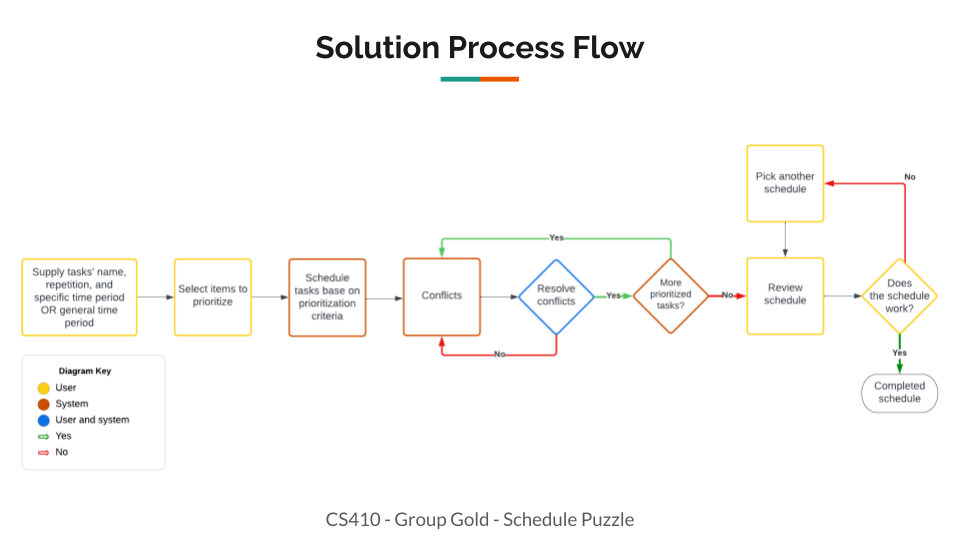 Solution Process Flow
Supply tasks' name,
repetition, and
specific time period
OR general time
period
Select items to
prioritize
Schedule
tasks base on
prioritization
criteria
Conflicts
Resolve
conflicts
Yes
No
Yes
More
prioritized
tasks?
No
Pick another
schedule
Review
schedule
Does
the schedule
work?
No
Yes
Completed
schedule
Diagram Key
User
System
User and system
Yes
No
CS410 - Group Gold - Schedule Puzzle